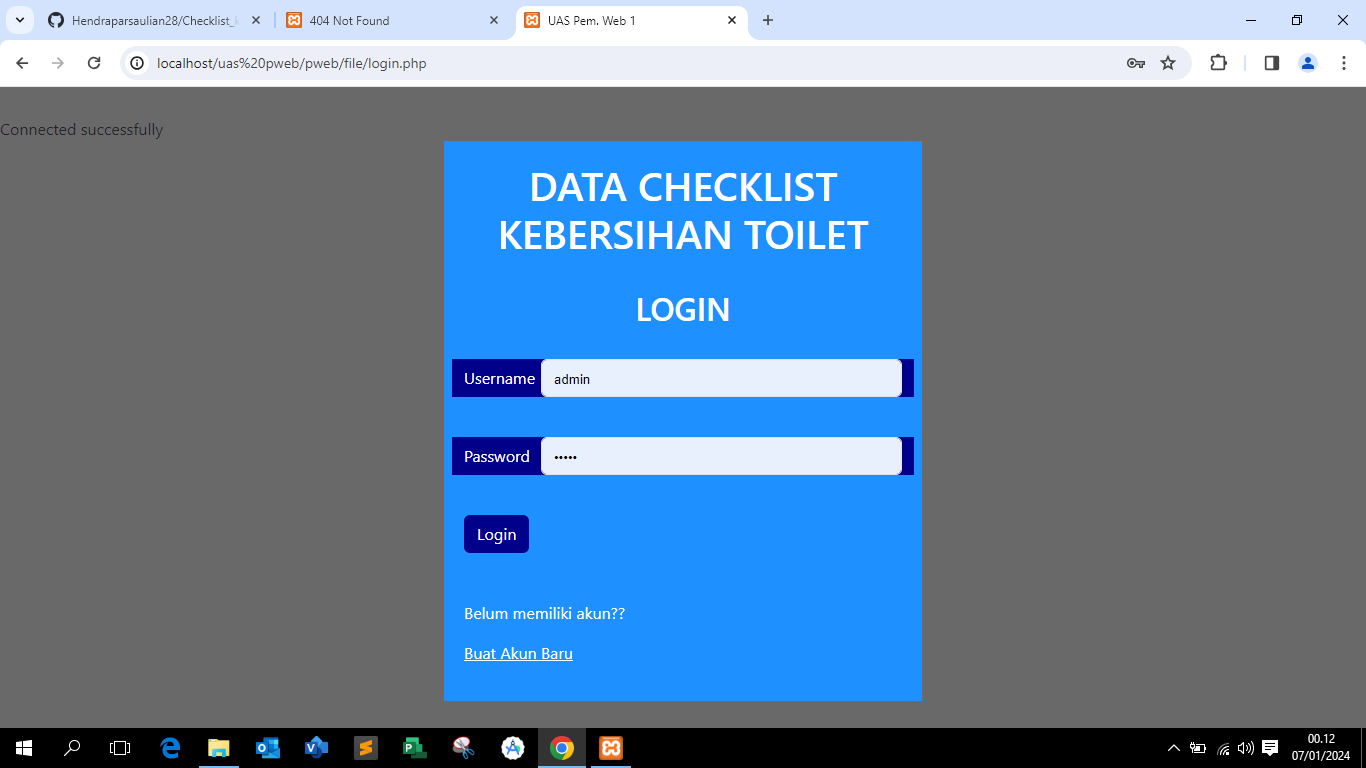 Hendraparsaulian28/Checklist_
404 Not Found
UAS Pem. Web 1
localhost/uas%20pweb/pweb/file/login.php
Connected successfully
DATA CHECKLIST
KEBERSIHAN TOILET
LOGIN
Username admin
Password •••••
Login
Belum memiliki akun??
Buat Akun Baru
00.12
07/01/2024